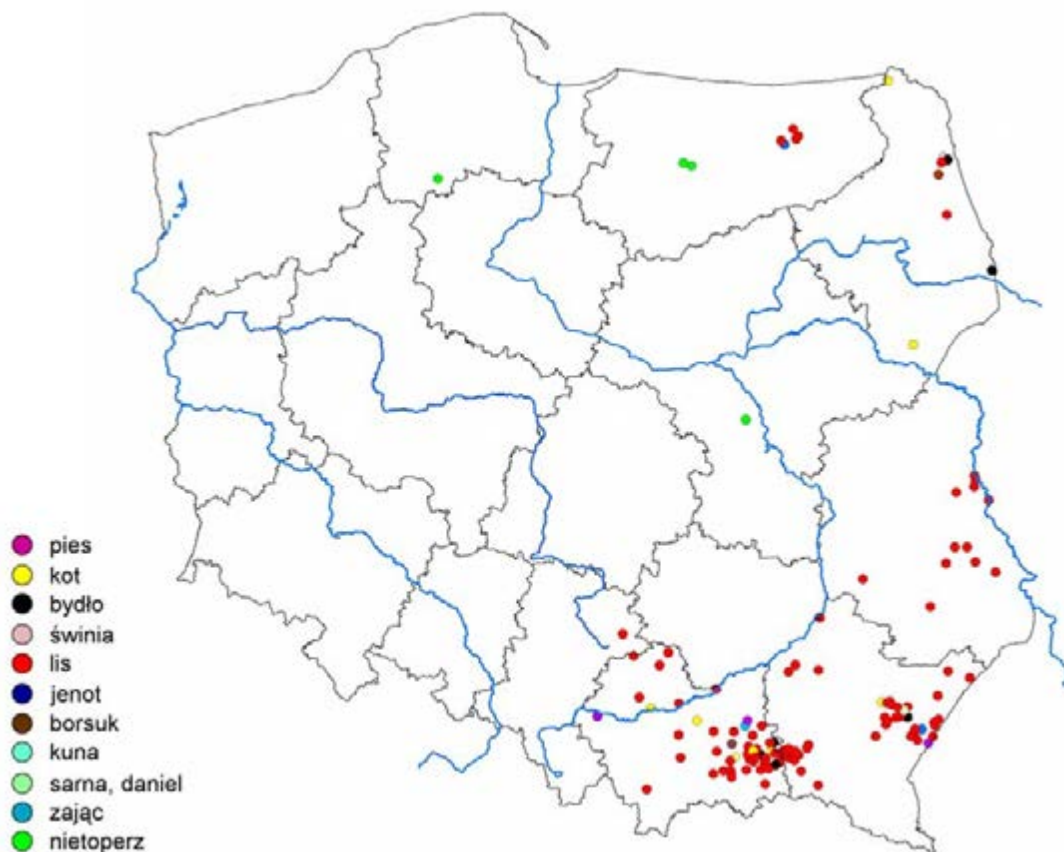 pies
kot
bydło
świnia
lis
jenot
borsuk
kuna
sarna, daniel
zając
nietoperz